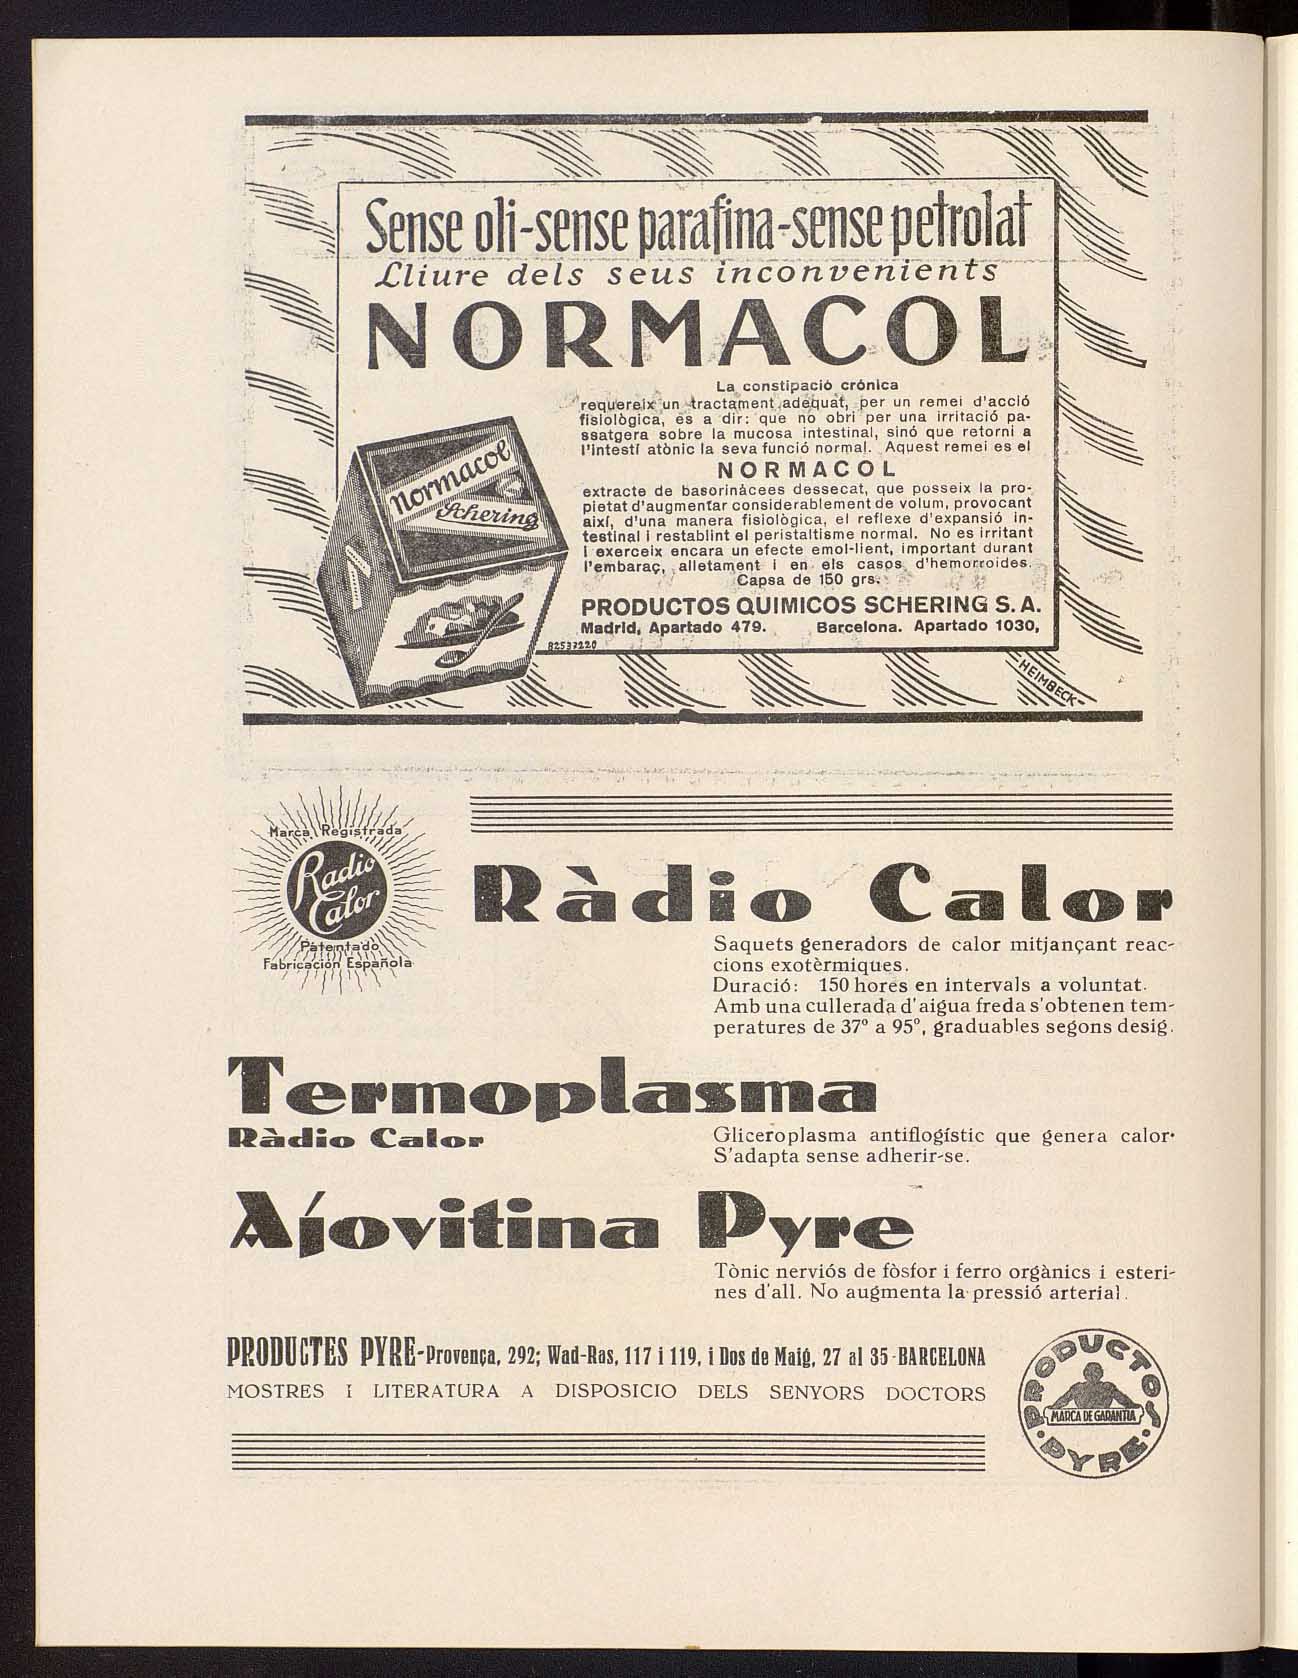 Sense oli-sense parafina-sense petrolat
Lliure dels seus inconvenients
NORMACOL
La constipació crónica
requereix un tractament adequat, per un remei d'acció
fisiològica, es a dir: que no obri per una irritació pa-
ssatgera sobre la mucosa intestinal, sinó que retorni a
l'intestí atònic la seva funció normal. Aquest remei es el
NORMACOL
extracte de basorinàcees dessecat, que posseix la pro-
pietat d'augmentar considerablement de volum, provocant
així, d'una manera fisiològica, el reflexe d'expansió in-
testinal i restablint el peristaltisme normal. No es irritant
i exerceix encara un efecte emol-lient, important durant
l'embaraç, alletament i en els casos d'hemorroides.
Capsa de 150 grs.
PRODUCTOS QUIMICOS SCHERING S.A.
Madrid, Apartado 479. Barcelona. Apartado 1030,
Normacol
Schering
82537220
HEIMBECK-
Marca Registrada
Radio
Calor
Patentado
Fabricación Española
Ràdio Calor
Saquets generadors de calor mitjançant reac-
cions exotèrmiques.
Duració: 150 hores en intervals a voluntat.
Amb una cullerada d'aigua freda s'obtenen tem-
peratures de 37º a 95º, graduables segons desig.
Termoplasma
Ràdio Calor
Gliceroplasma antiflogístic que genera calor.
S'adapta sense adherir-se.
Ajovitina Pyre
Tònic nerviós de fòsfor i ferro orgànics i esteri-
nes d'all. No augmenta la pressió arterial.
PRODUCTES PYRE-Provença, 292; Wad-Ras, 117 i 119, i Dos de Maig, 27 al 35-BARCELONA
MOSTRES I LITERATURA A DISPOSICIO DELS SENYORS DOCTORS
PRODUCTOS
MARCA DE GARANTIA
PYRE